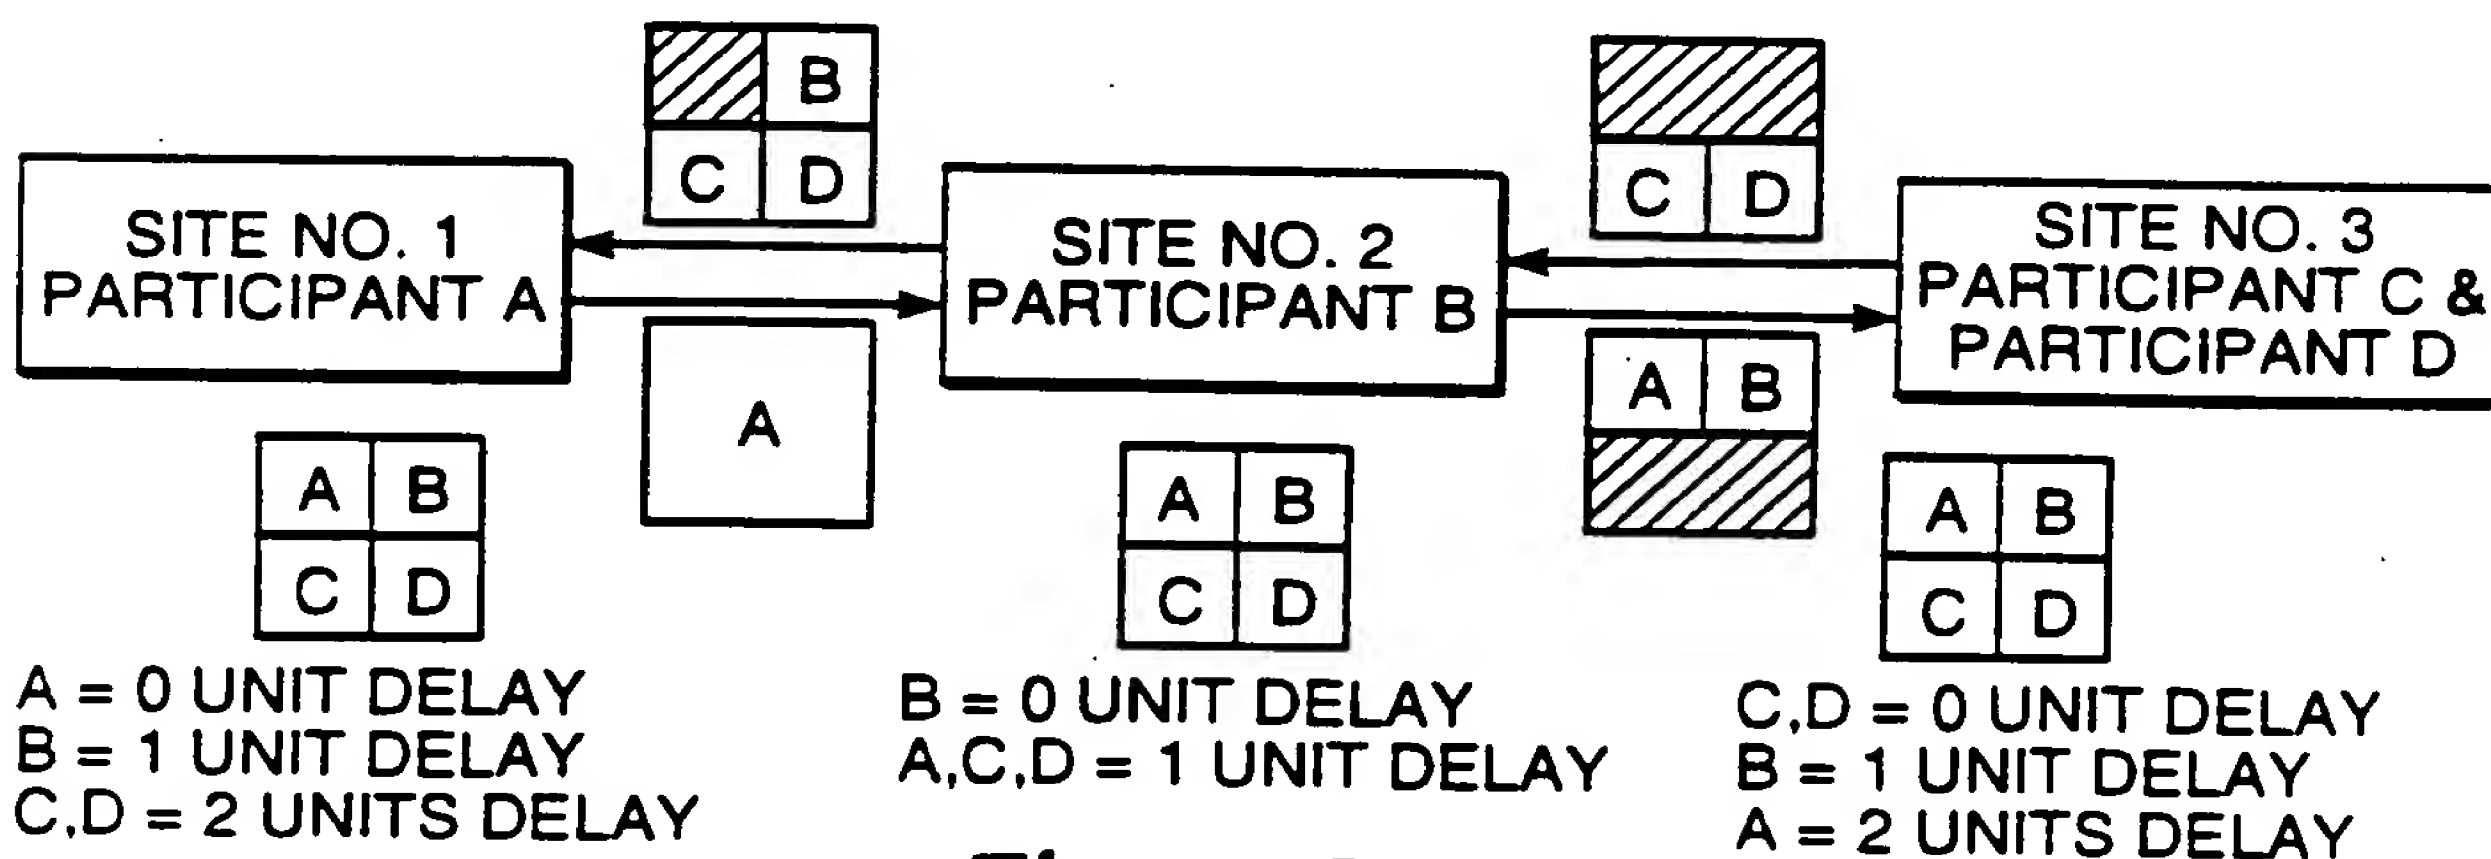 B
C D
C D
SITE NO. 1
PARTICIPANT A
SITE NO. 2
PARTICIPANT B
SITE NO. 3
PARTICIPANT C &
PARTICIPANT D
A
A B
A B
C D
A B
C D
A B
C D
A = 0 UNIT DELAY
B = 1 UNIT DELAY
C,D = 2 UNITS DELAY
B = 0 UNIT DELAY
A,C,D = 1 UNIT DELAY
C,D = 0 UNIT DELAY
B = 1 UNIT DELAY
A = 2 UNITS DELAY